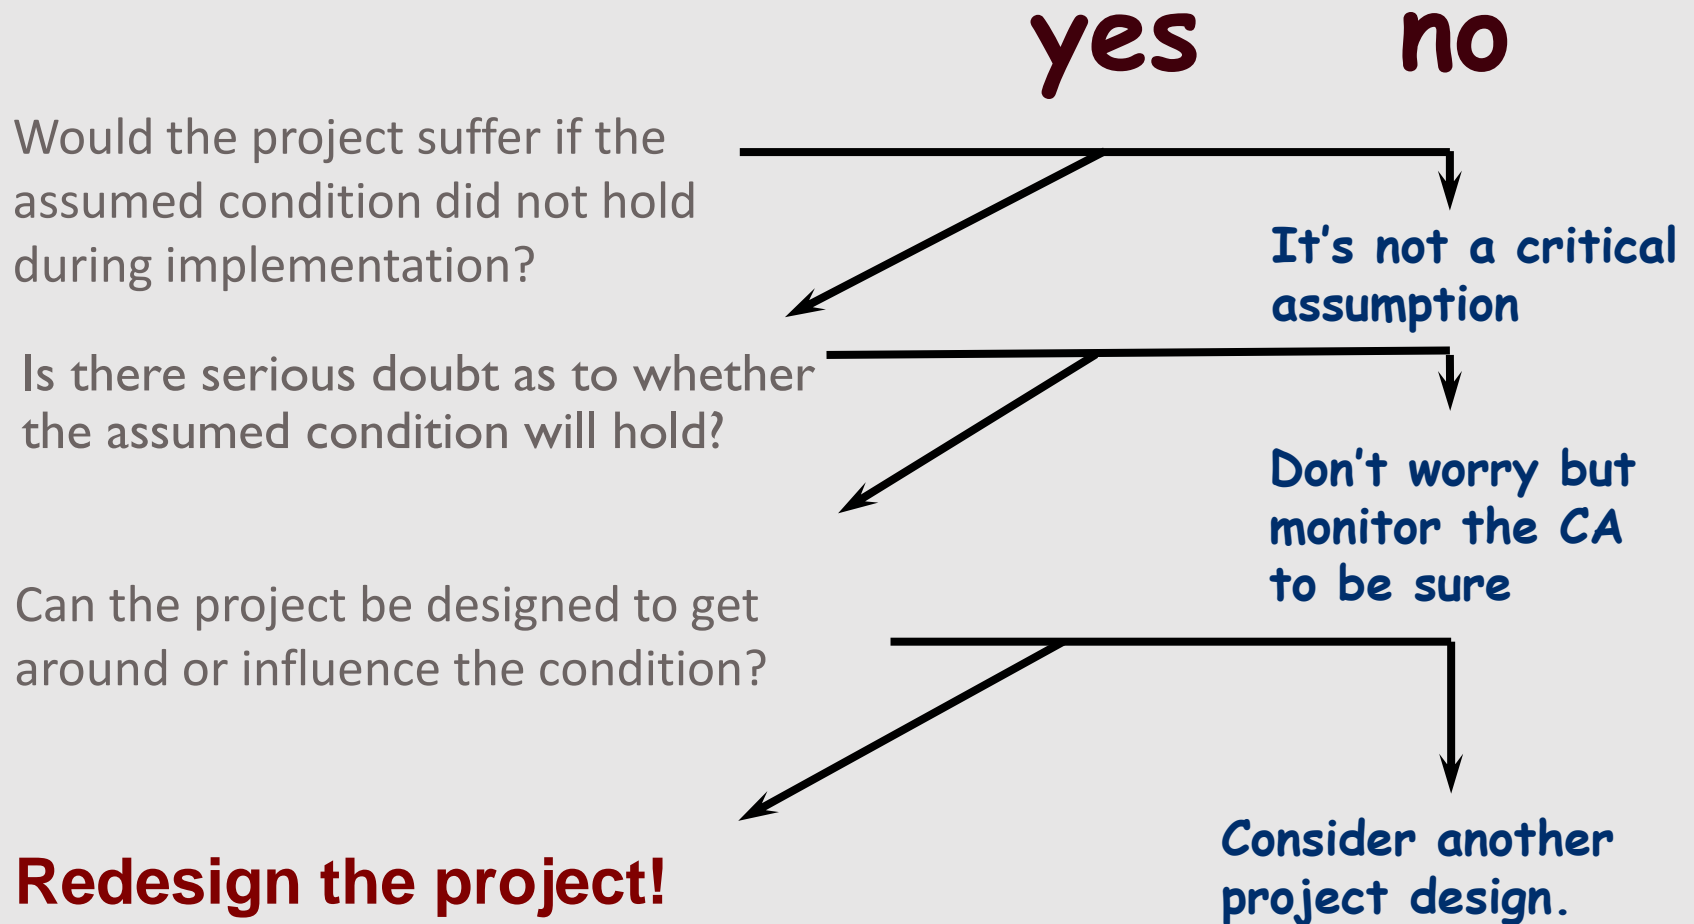 yes no
Would the project suffer if the
assumed condition did not hold
during implementation?
It's not a critical
assumption
Is there serious doubt as to whether
the assumed condition will hold?
Don't worry but
monitor the CA
to be sure
Can the project be designed to get
around or influence the condition?
Redesign the project!
Consider another
project design.